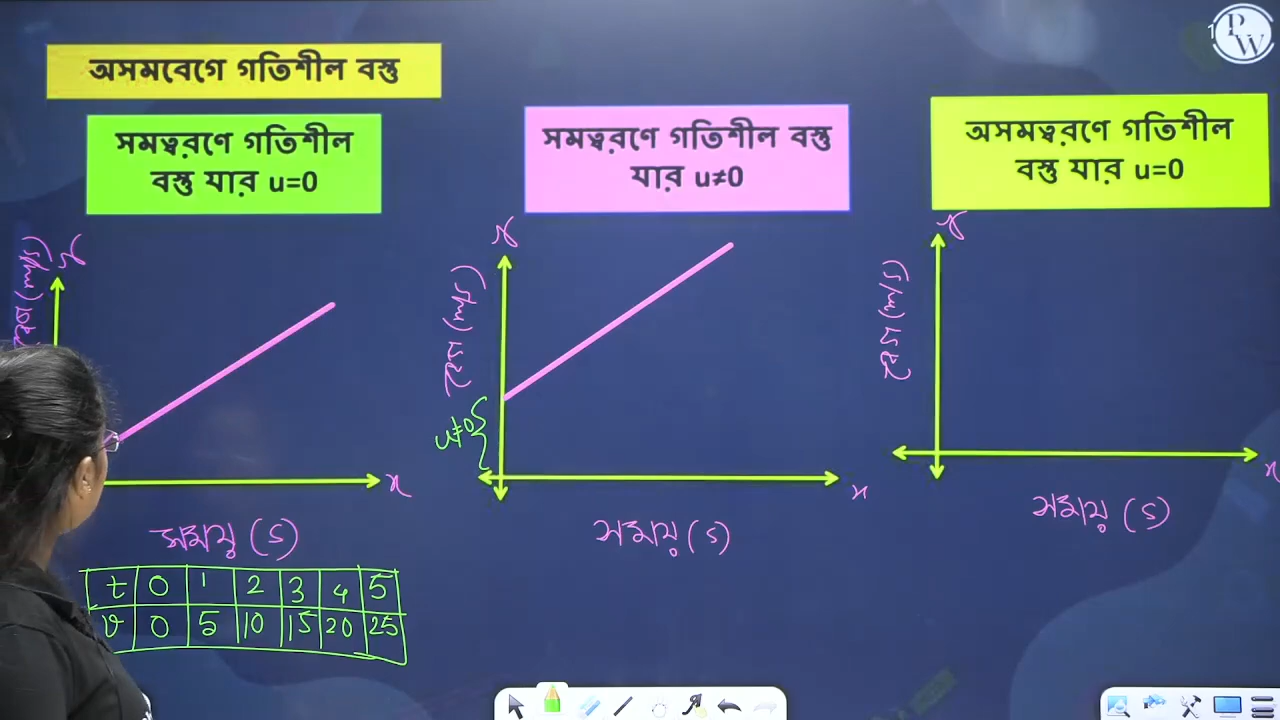 PW
অসমবেগে গতিশীল বস্তু
সমত্বরণে গতিশীল
বস্তু যার u=0
সমত্বরণে গতিশীল বস্তু
যার u≠0
অসমত্বরণে গতিশীল
বস্তু যার u=0
y
বেগ (m/s)
x
সময় (s)
t 0 1 2 3 4 5
v 0 5 10 15 20 25
y
বেগ (m/s)
u≠0
x
সময় (s)
y
বেগ (m/s)
x
সময় (s)